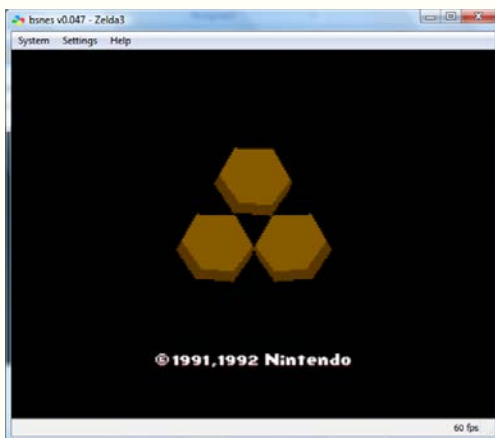 bsnes v0.047 - Zelda3
System Settings Help
©1991,1992 Nintendo
60 fps